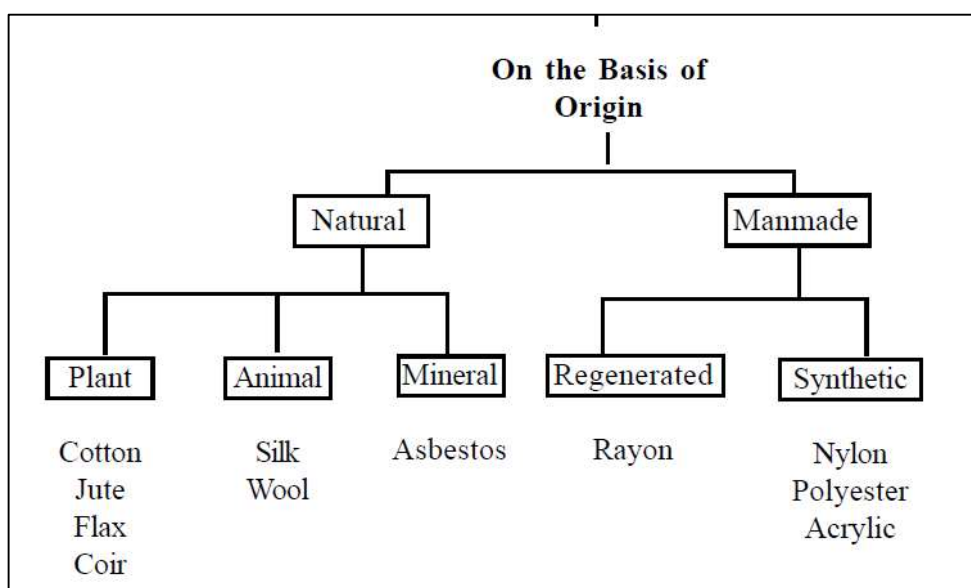 On the Basis of
Origin
Natural
Manmade
Plant
Animal
Mineral
Regenerated
Synthetic
Cotton
Jute
Flax
Coir
Silk
Wool
Asbestos
Rayon
Nylon
Polyester
Acrylic